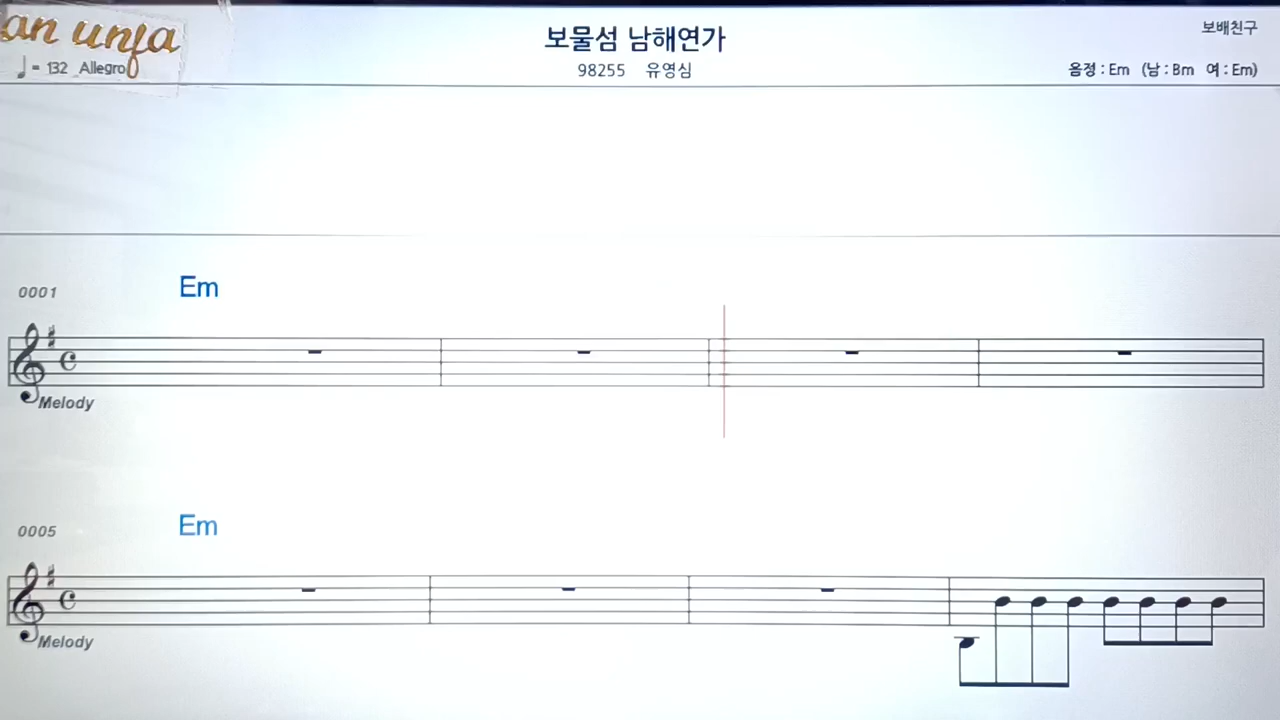 an unfa
보물섬 남해연가
보배친구
♩= 132 Allegro
98255 유영심
음정 : Em (남 : Bm 여 : Em)
0001
Em
Melody
0005
Em
Melody